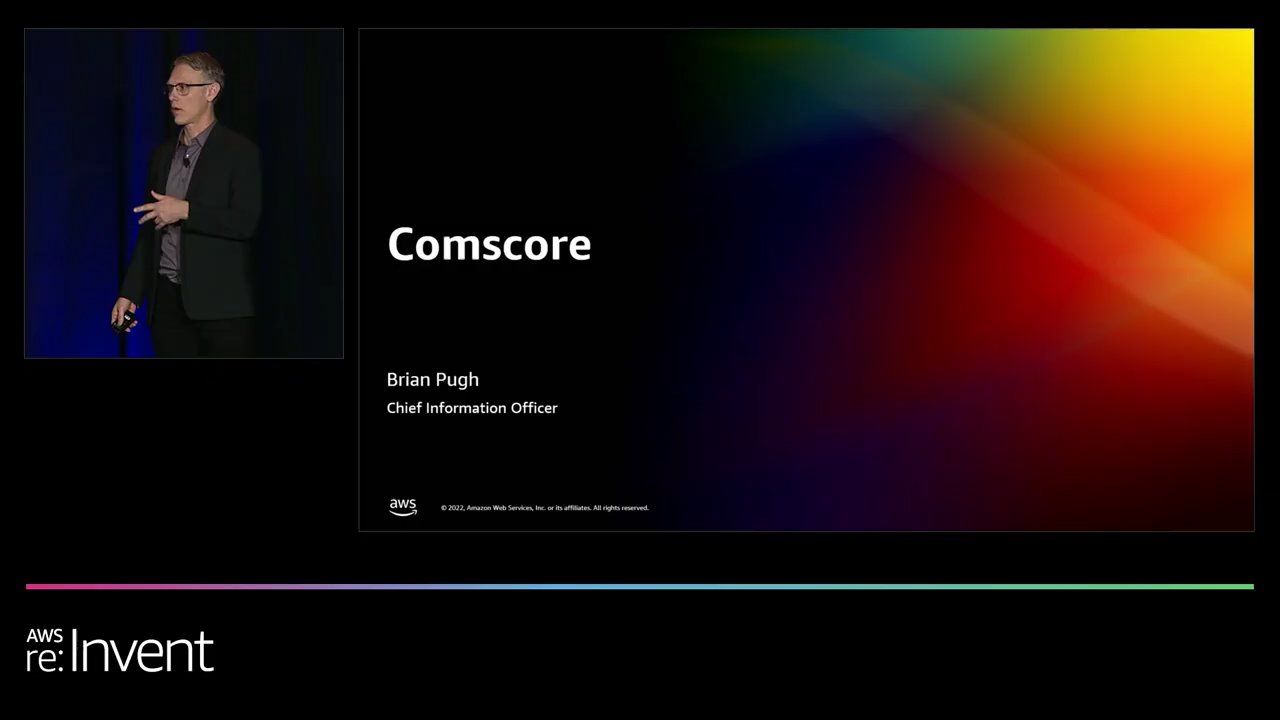 Comscore
Brian Pugh
Chief Information Officer
aws
© 2022, Amazon Web Services, Inc. or its affiliates. All rights reserved.
AWS
re:Invent